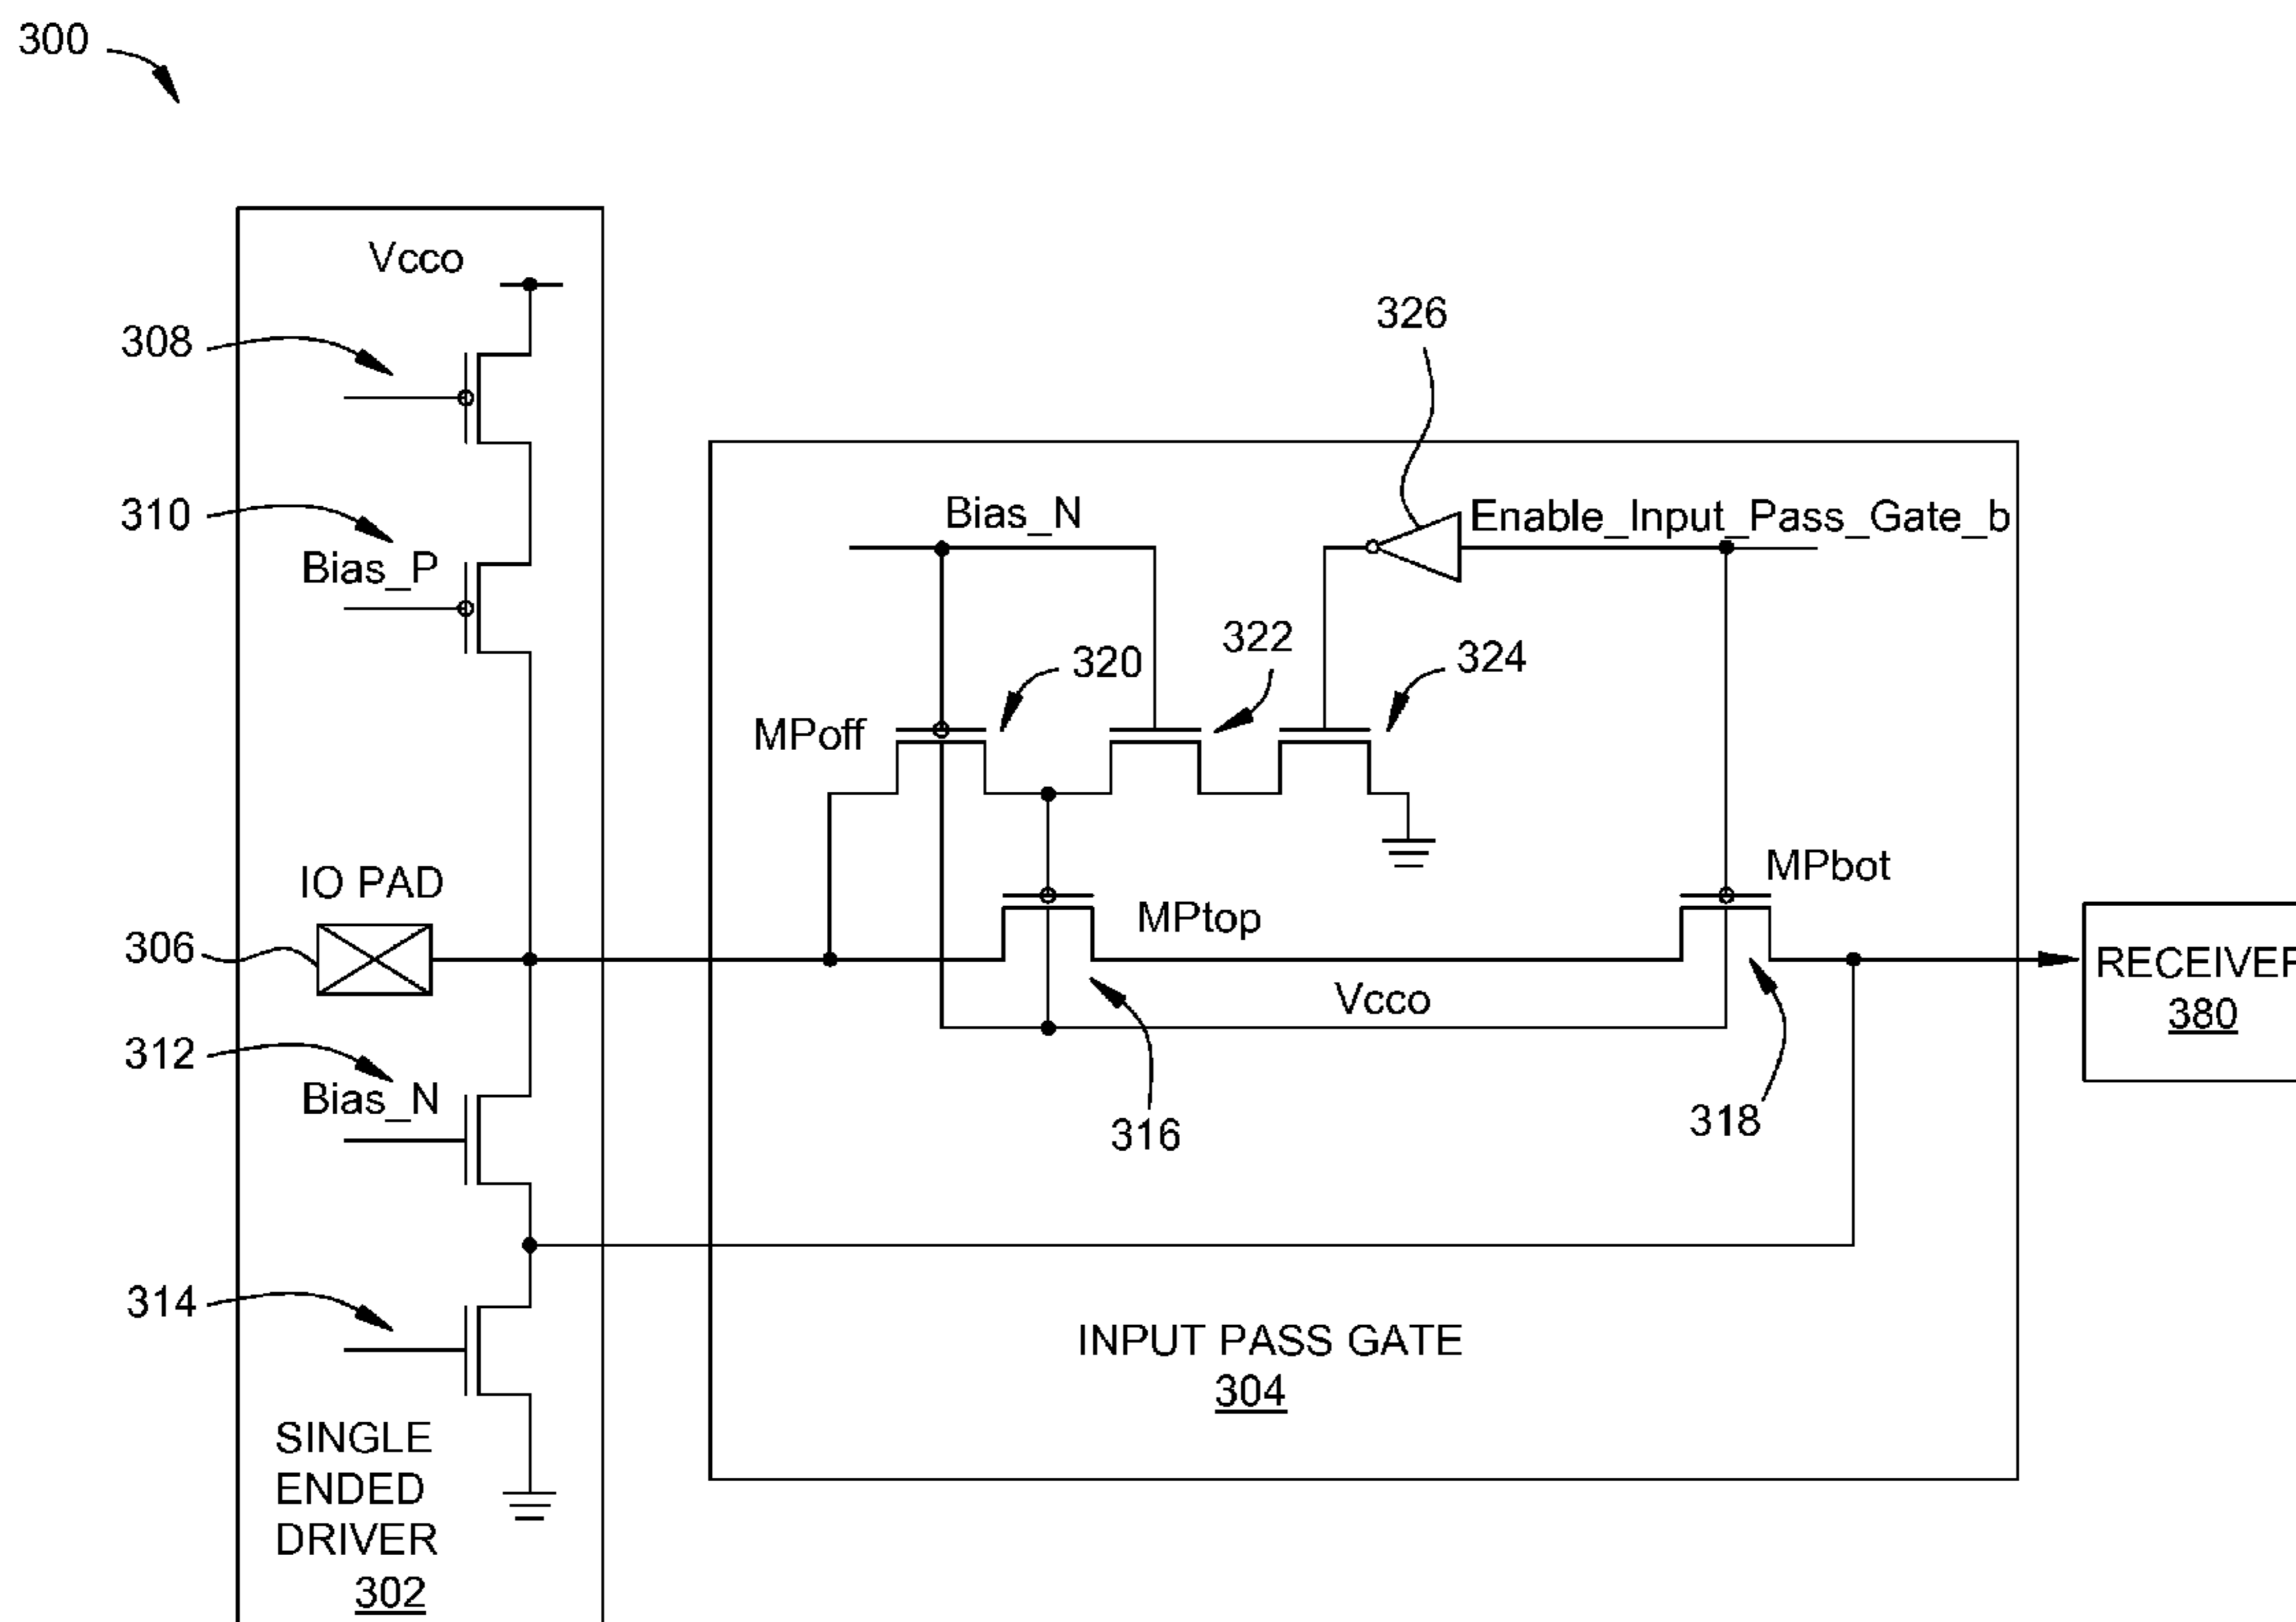 300
Vcco
308
326
310
Bias_P
Bias_N
Enable_Input_Pass_Gate_b
320
322
324
MPoff
IO PAD
306
MPtop
MPbot
Vcco
RECEIVER
380
312
Bias_N
316
318
314
INPUT PASS GATE
304
SINGLE
ENDED
DRIVER
302